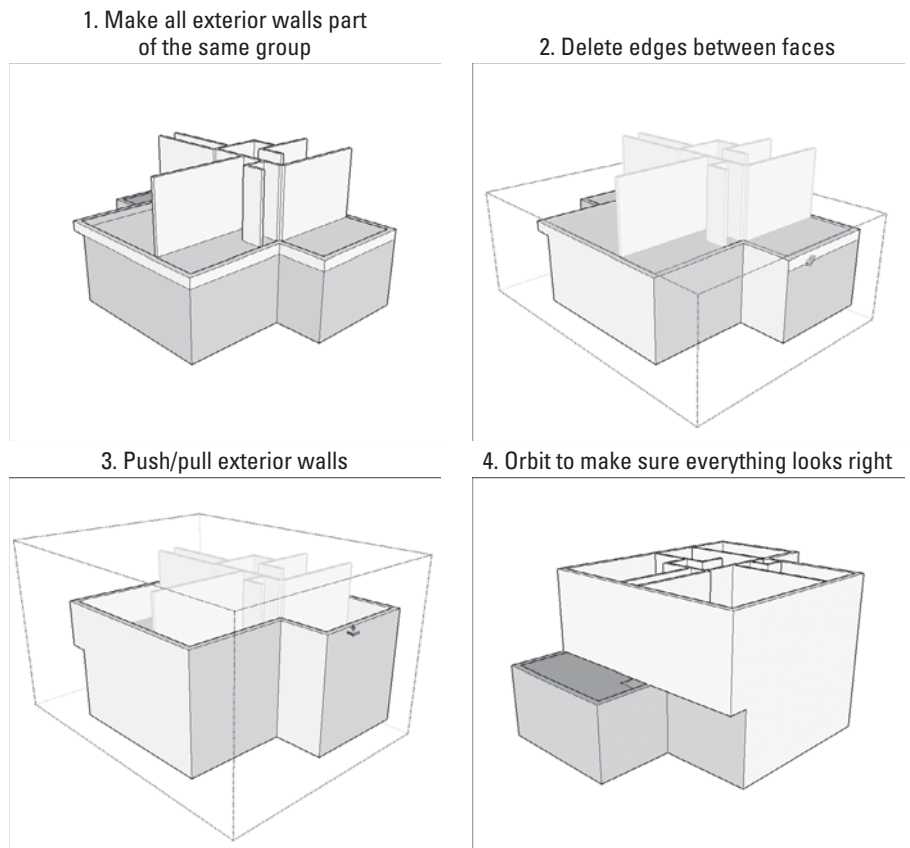 1. Make all exterior walls part
of the same group
2. Delete edges between faces
3. Push/pull exterior walls
4. Orbit to make sure everything looks right